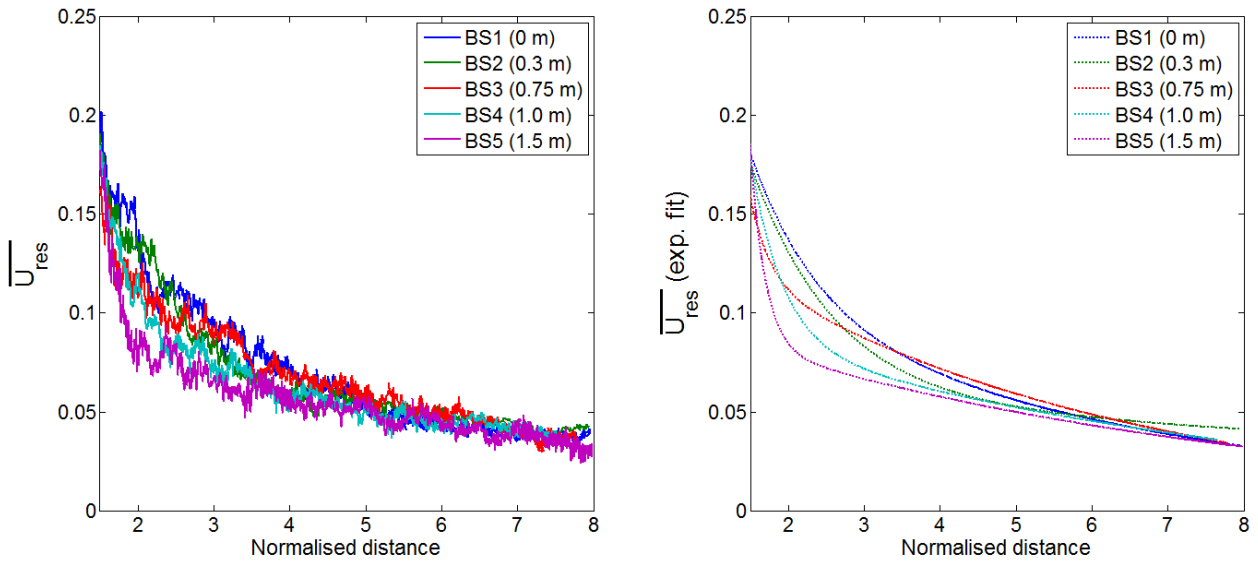 0.25
0.2
0.15
0.1
0.05
0
2
3
4
5
6
7
8
Normalised distance
U_res
BS1 (0 m)
BS2 (0.3 m)
BS3 (0.75 m)
BS4 (1.0 m)
BS5 (1.5 m)
0.25
0.2
0.15
0.1
0.05
0
2
3
4
5
6
7
8
Normalised distance
U_res (exp. fit)
BS1 (0 m)
BS2 (0.3 m)
BS3 (0.75 m)
BS4 (1.0 m)
BS5 (1.5 m)